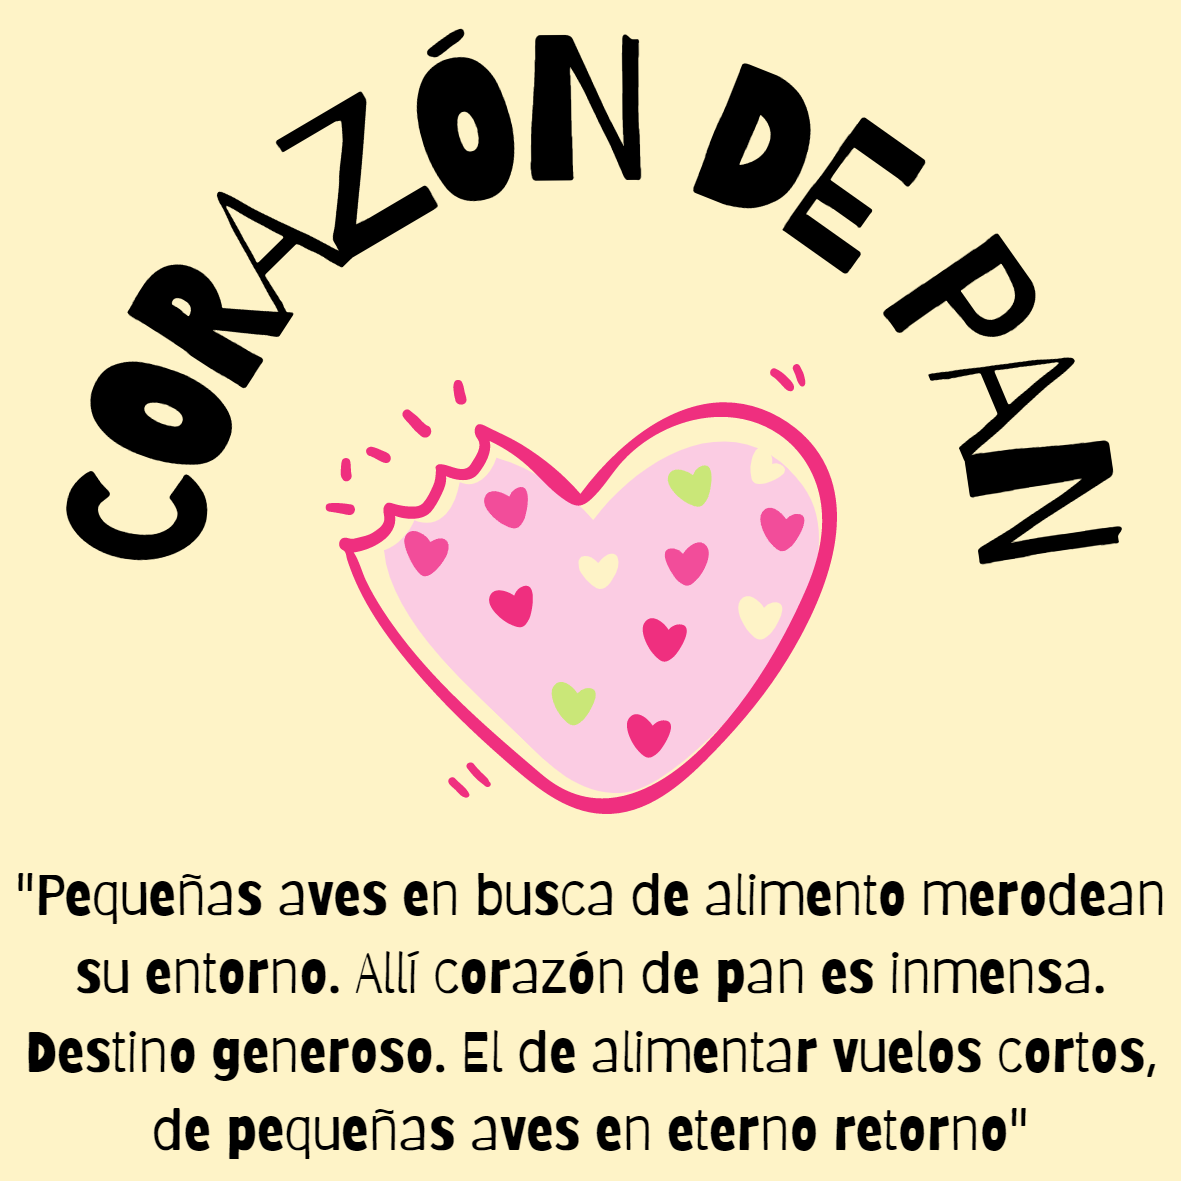 CORAZÓN DE PAN
"Pequeñas aves en busca de alimento merodean
su entorno. Allí corazón de pan es inmensa.
Destino generoso. El de alimentar vuelos cortos,
de pequeñas aves en eterno retorno"